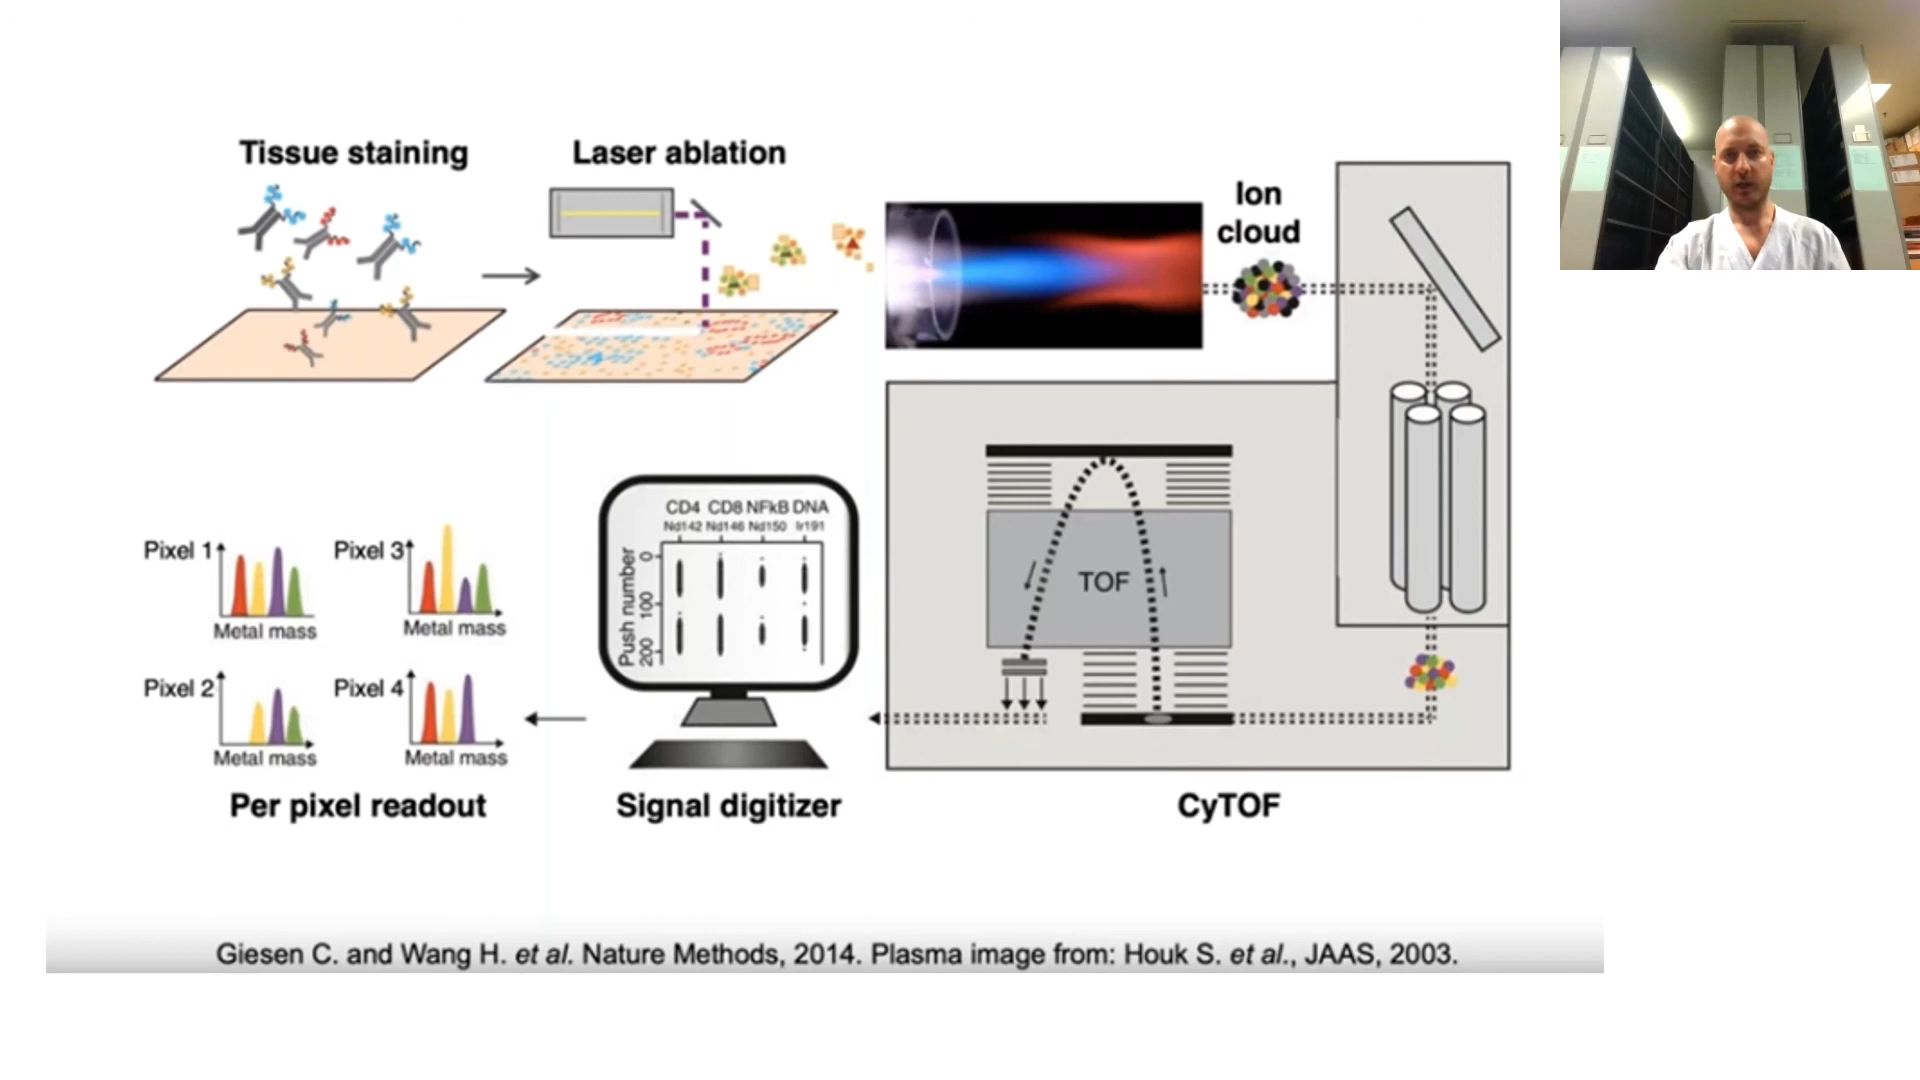 Tissue staining
Laser ablation
Ion
cloud
TOF
CD4 CD8 NFkB DNA
Nd142 Nd146 Nd150 Ir191
Push number
0
100
200
Pixel 1
Metal mass
Pixel 3
Metal mass
Pixel 2
Metal mass
Pixel 4
Metal mass
Per pixel readout
Signal digitizer
CyTOF
Giesen C. and Wang H. et al. Nature Methods, 2014. Plasma image from: Houk S. et al., JAAS, 2003.